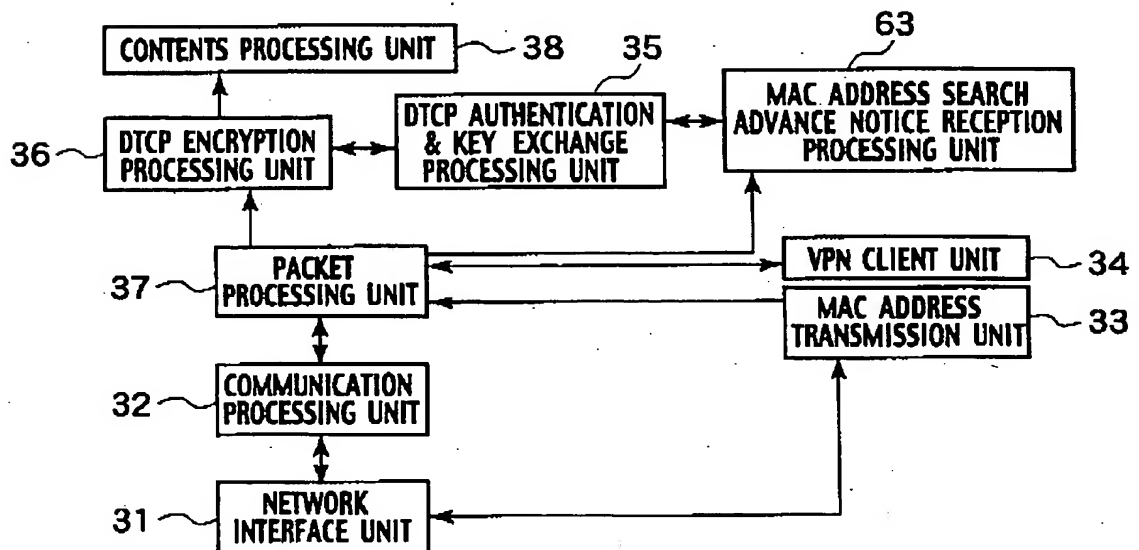 CONTENTS PROCESSING UNIT
38
35
63
36
DTCP ENCRYPTION
PROCESSING UNIT
DTCP AUTHENTICATION
& KEY EXCHANGE
PROCESSING UNIT
MAC ADDRESS SEARCH
ADVANCE NOTICE RECEPTION
PROCESSING UNIT
37
PACKET
PROCESSING UNIT
VPN CLIENT UNIT
34
MAC ADDRESS
TRANSMISSION UNIT
33
32
COMMUNICATION
PROCESSING UNIT
31
NETWORK
INTERFACE UNIT